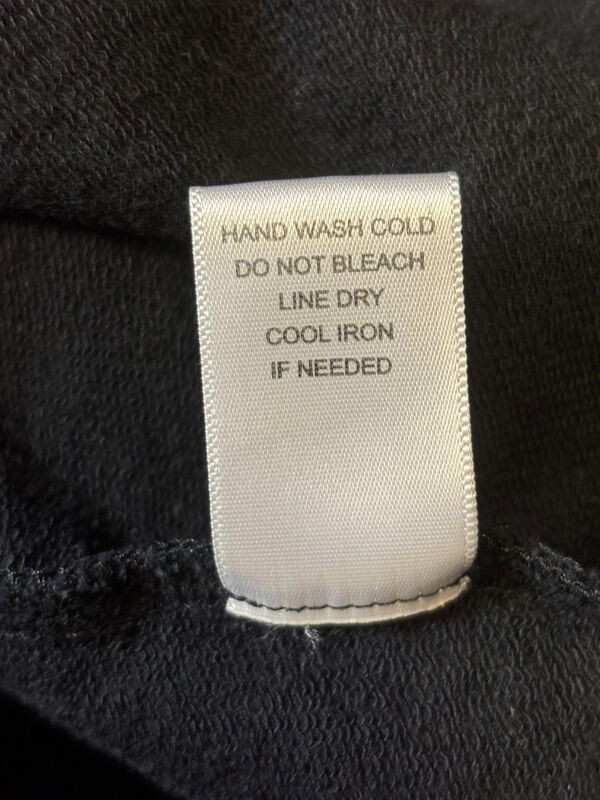 HAND WASH COLD
DO NOT BLEACH
LINE DRY
COOL IRON
IF NEEDED